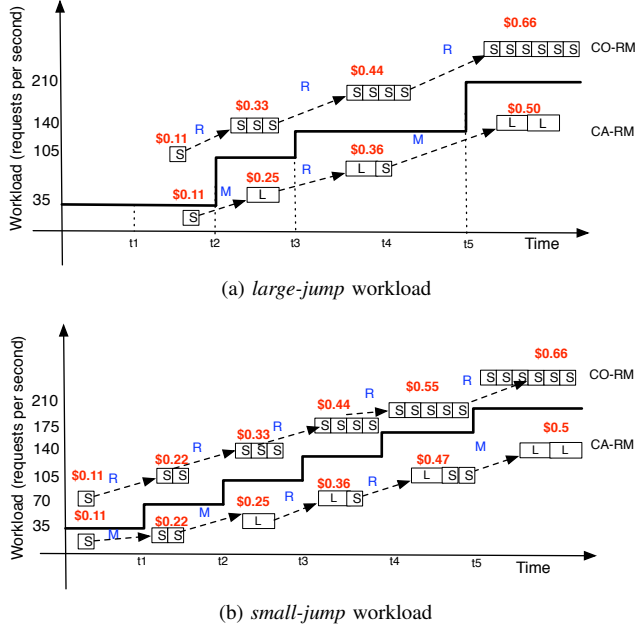 Workload (requests per second)
$0.66
R
S S S S S S
CO-RM
$0.44
210
R
S S S S
$0.33
$0.50
140
$0.11
R
S S S
L L
CA-RM
105
S
$0.36
M
R
L S
$0.11
M
$0.25
35
L
S
t1
t2
t3
t4
t5
Time
(a) large-jump workload
Workload (requests per second)
$0.66
R
R
S S S S S S
CO-RM
$0.55
210
$0.44
S S S S S
175
$0.33
R
S S S S
M
$0.5
140
$0.22
R
S S S
L L
CA-RM
$0.11
R
S S
$0.47
105
L S S
S
$0.36
R
70
$0.25
R
L S
$0.11
$0.22
M
L
35
M
S
S S
t1
t2
t3
t4
t5
Time
(b) small-jump workload